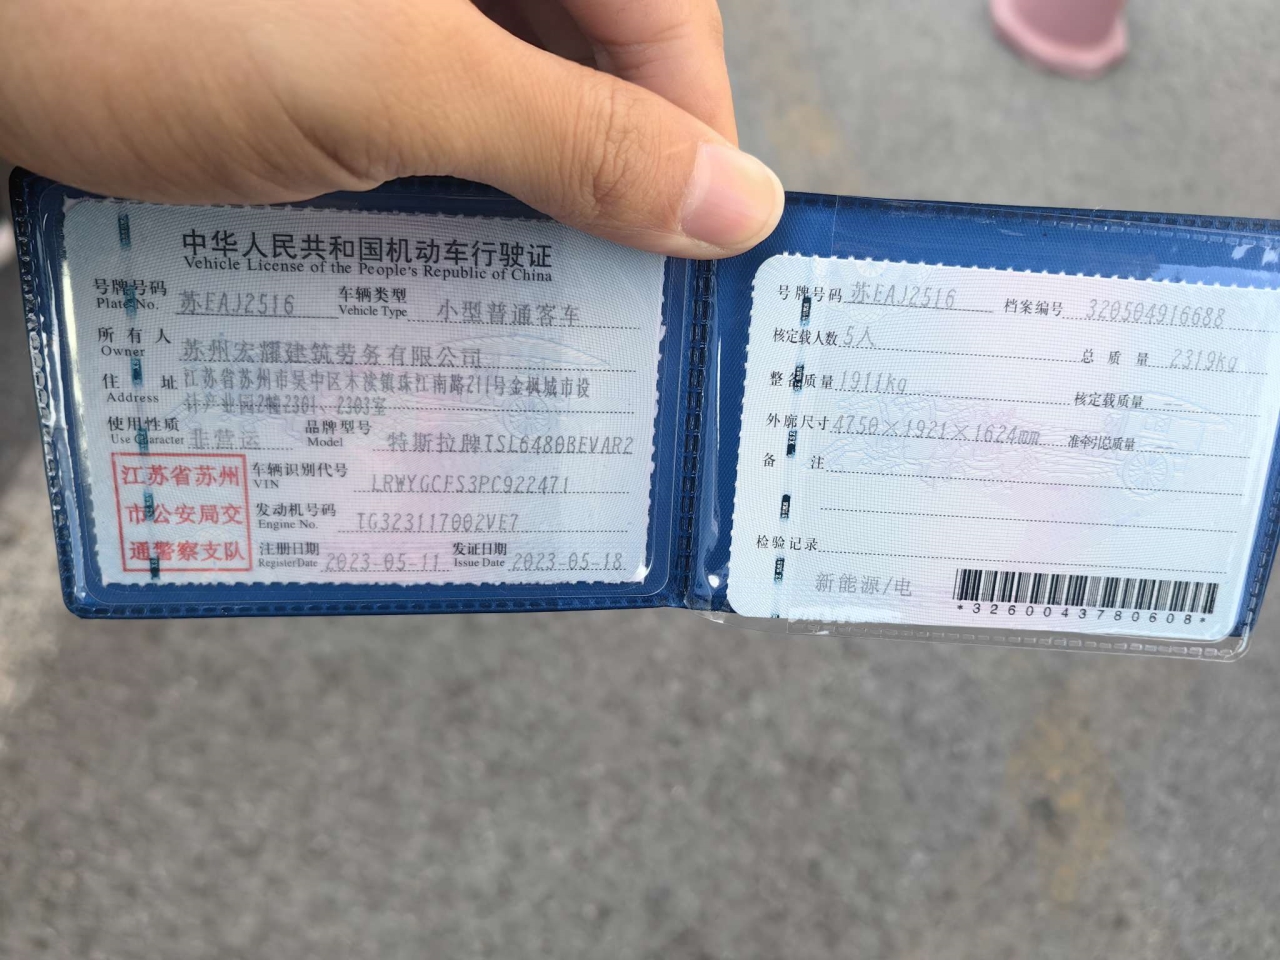 中华人民共和国机动车行驶证
Vehicle License of the People's Republic of China
号牌号码 苏EAJ2516 车辆类型 小型普通客车
Plate No. Vehicle Type
所有人 苏州宏耀建筑劳务有限公司
Owner
住址 江苏省苏州市吴中区木渎镇珠江南路211号金枫城市设
Address 计产业园2幢2301、2303室
使用性质 非营运 品牌型号 特斯拉牌TSL6480BEVAR2
Use Character Model
江苏省苏州
市公安局交
通警察支队
车辆识别代号 LRWYGCFS3PC922471
VIN
发动机号码 TG323117002VE7
Engine No.
注册日期 2023-05-11 发证日期 2023-05-18
Register Date Issue Date
号牌号码 苏EAJ2516 档案编号 320504916688
核定载人数 5人 总质量 2319kg
整备质量 1911kg 核定载质量
外廓尺寸 4750×1921×1624mm 准牵引总质量
备注
检验记录
新能源/电
*3260043780608*